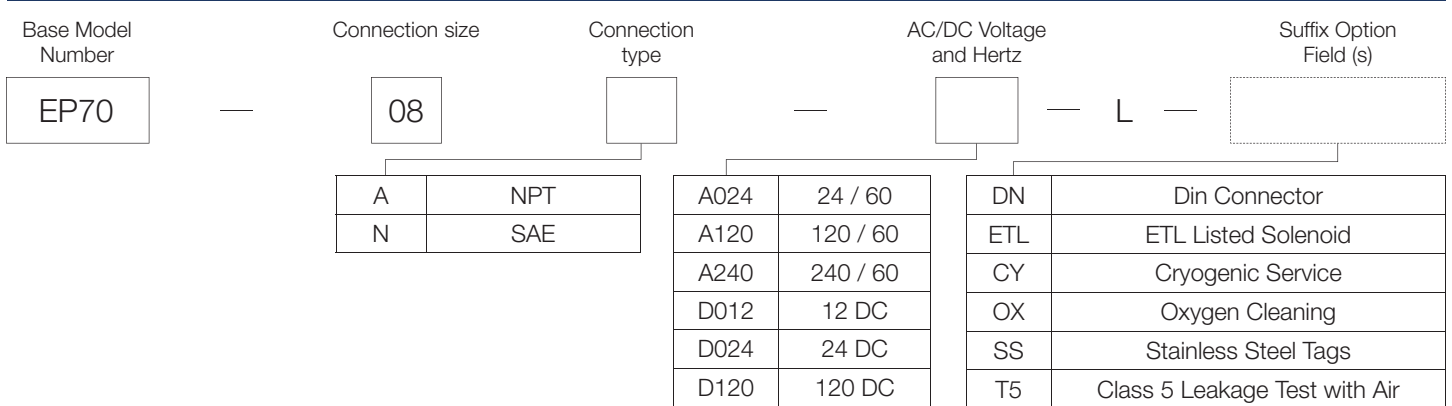 Base Model
Number
Connection size
Connection
type
AC/DC Voltage
and Hertz
Suffix Option
Field (s)
EP70 — 08 — — L —
A NPT
N SAE
A024 24 / 60
A120 120 / 60
A240 240 / 60
D012 12 DC
D024 24 DC
D120 120 DC
DN Din Connector
ETL ETL Listed Solenoid
CY Cryogenic Service
OX Oxygen Cleaning
SS Stainless Steel Tags
T5 Class 5 Leakage Test with Air